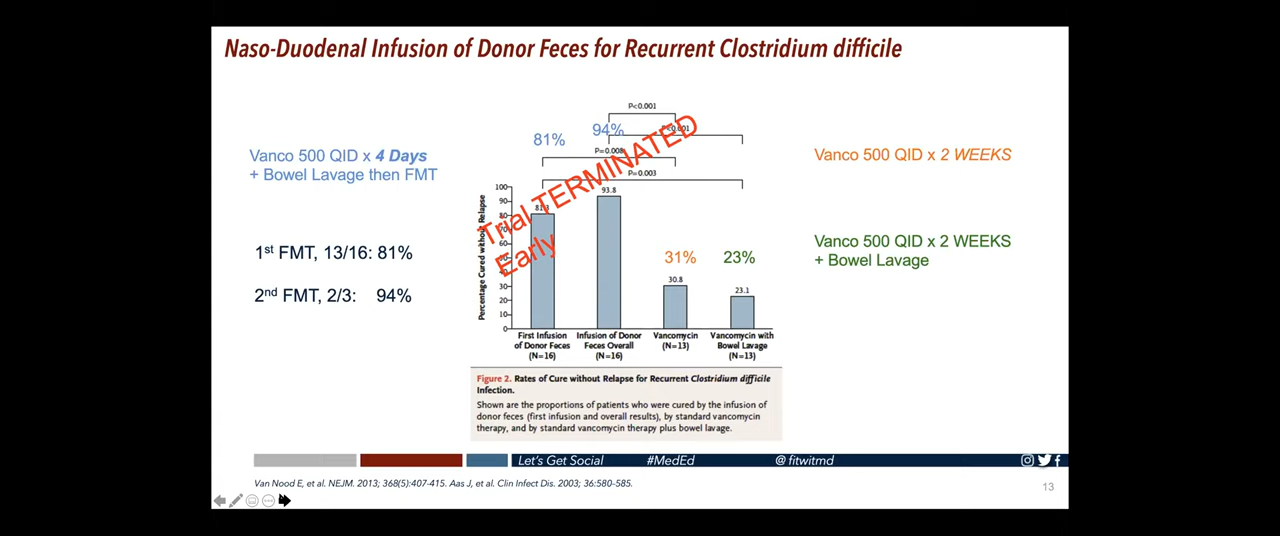 Naso-Duodenal Infusion of Donor Feces for Recurrent Clostridium difficile
Vanco 500 QID x 4 Days
+ Bowel Lavage then FMT
1st FMT, 13/16: 81%
2nd FMT, 2/3: 94%
P<0.001
P<0.001
P=0.008
P=0.003
81%
94%
31%
23%
Trial TERMINATED
Early
Percentage Cured without Relapse
100
90
80
70
60
50
40
30
20
10
0
81.3
93.8
30.8
23.1
First Infusion
of Donor Feces
(N=16)
Infusion of Donor
Feces Overall
(N=16)
Vancomycin
(N=13)
Vancomycin with
Bowel Lavage
(N=13)
Figure 2. Rates of Cure without Relapse for Recurrent Clostridium difficile
Infection.
Shown are the proportions of patients who were cured by the infusion of
donor feces (first infusion and overall results), by standard vancomycin
therapy, and by standard vancomycin therapy plus bowel lavage.
Vanco 500 QID x 2 WEEKS
Vanco 500 QID x 2 WEEKS
+ Bowel Lavage
Let's Get Social
#MedEd
@fitwitmd
Van Nood E, et al. NEJM. 2013; 368(5):407-415. Aas J, et al. Clin Infect Dis. 2003; 36:580-585.
13